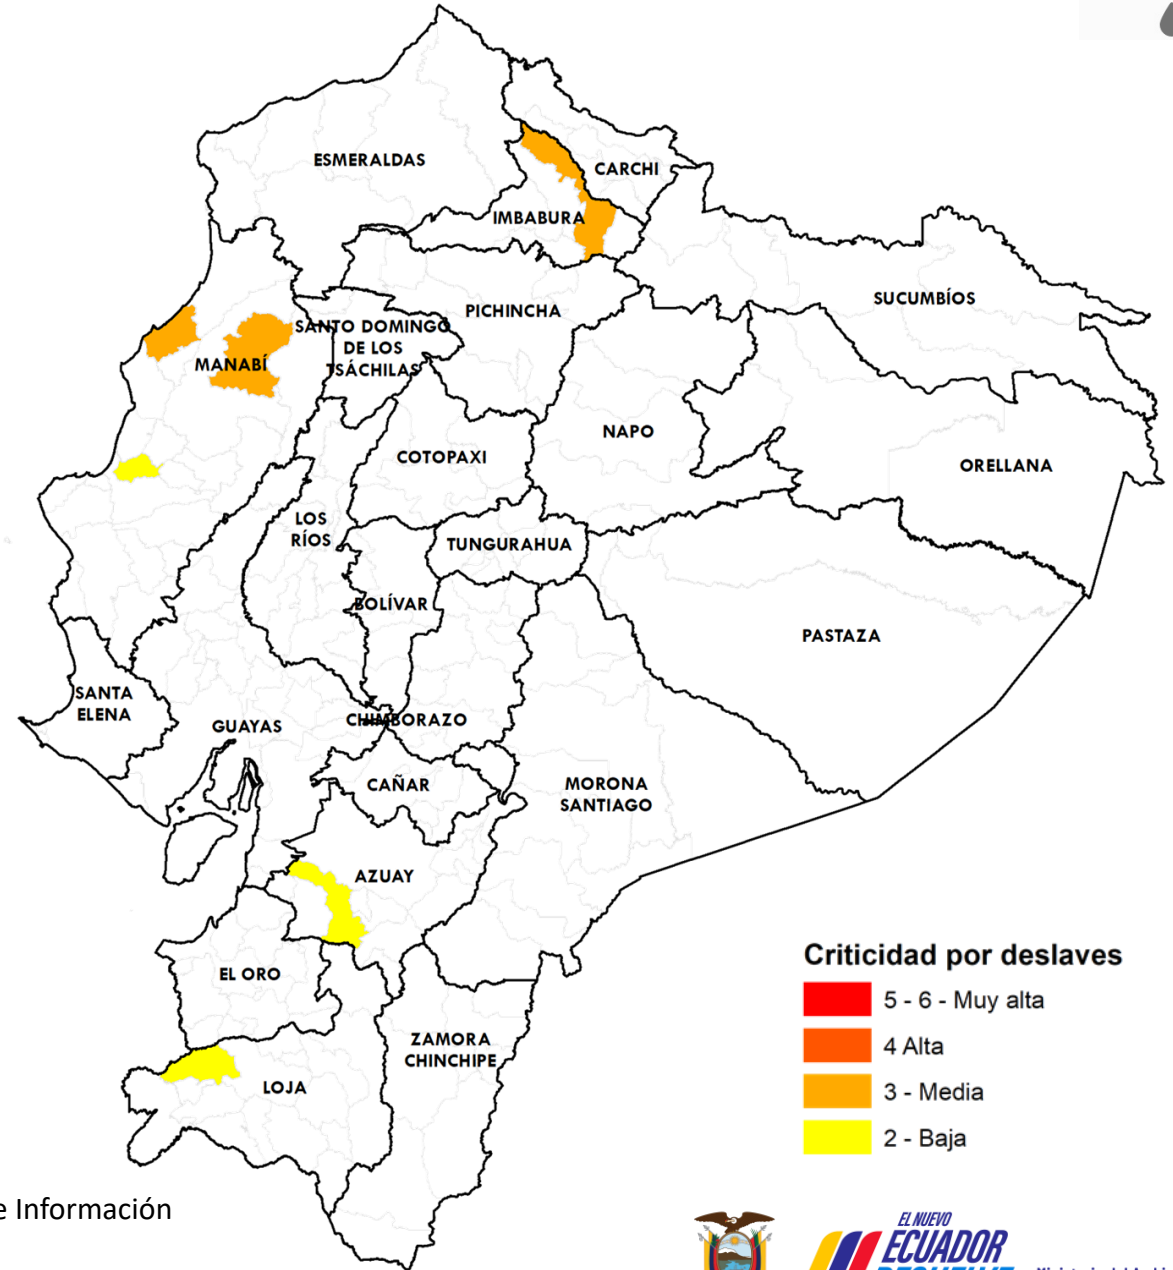 ESMERALDAS
CARCHI
IMBABURA
SUCUMBÍOS
PICHINCHA
SANTO DOMINGO
DE LOS
TSÁCHILAS
MANABÍ
NAPO
COTOPAXI
ORELLANA
LOS
RÍOS
TUNGURAHUA
BOLÍVAR
PASTAZA
SANTA
ELENA
GUAYAS
CHIMBORAZO
CAÑAR
MORONA
SANTIAGO
AZUAY
EL ORO
ZAMORA
CHINCHIPE
LOJA
Criticidad por deslaves
5 - 6 - Muy alta
4 Alta
3 - Media
2 - Baja
e Información
EL NUEVO
ECUADOR